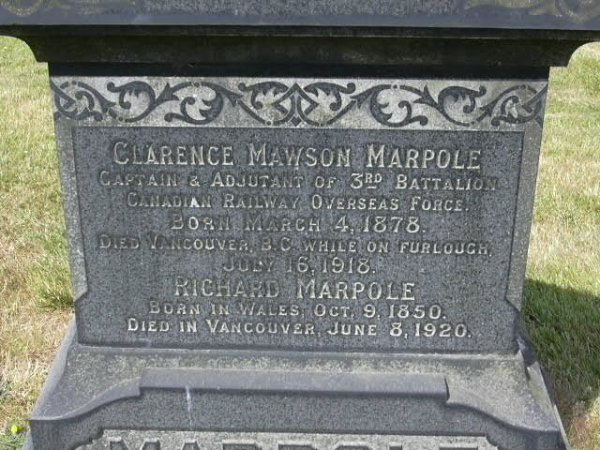 CLARENCE MAWSON MARPOLE
CAPTAIN & ADJUTANT OF 3RD BATTALION
CANADIAN RAILWAY OVERSEAS FORCE.
BORN MARCH 4, 1878.
DIED VANCOUVER, B.C. WHILE ON FURLOUGH,
JULY 16, 1918.
RICHARD MARPOLE
BORN IN WALES, OCT. 9, 1850.
DIED IN VANCOUVER, JUNE 8, 1920.
MARPOLE